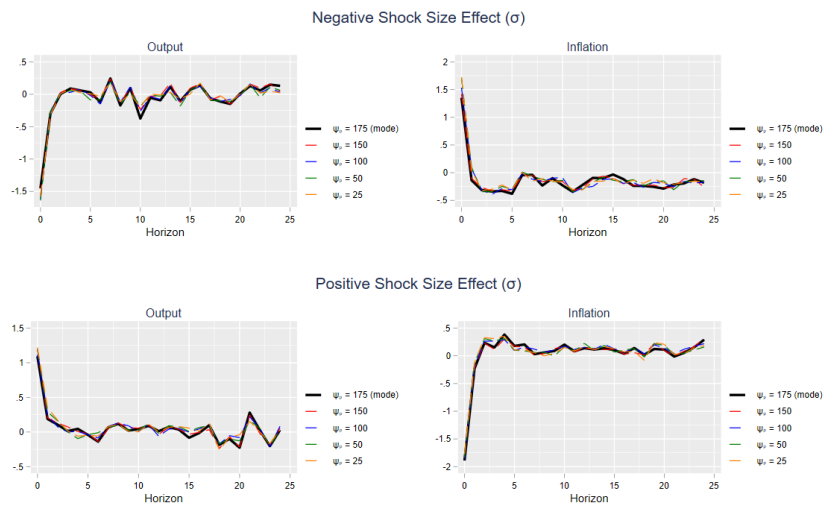 Negative Shock Size Effect (σ)
Output
Inflation
.5
0
-.5
-1
-1.5
0 5 10 15 20 25
Horizon
ψₚ = 175 (mode)
ψₚ = 150
ψₚ = 100
ψₚ = 50
ψₚ = 25
2
1.5
1
.5
0
-.5
0 5 10 15 20 25
Horizon
ψₚ = 175 (mode)
ψₚ = 150
ψₚ = 100
ψₚ = 50
ψₚ = 25
Positive Shock Size Effect (σ)
Output
Inflation
1.5
1
.5
0
-.5
0 5 10 15 20 25
Horizon
ψₚ = 175 (mode)
ψₚ = 150
ψₚ = 100
ψₚ = 50
ψₚ = 25
.5
0
-.5
-1
-1.5
-2
0 5 10 15 20 25
Horizon
ψₚ = 175 (mode)
ψₚ = 150
ψₚ = 100
ψₚ = 50
ψₚ = 25